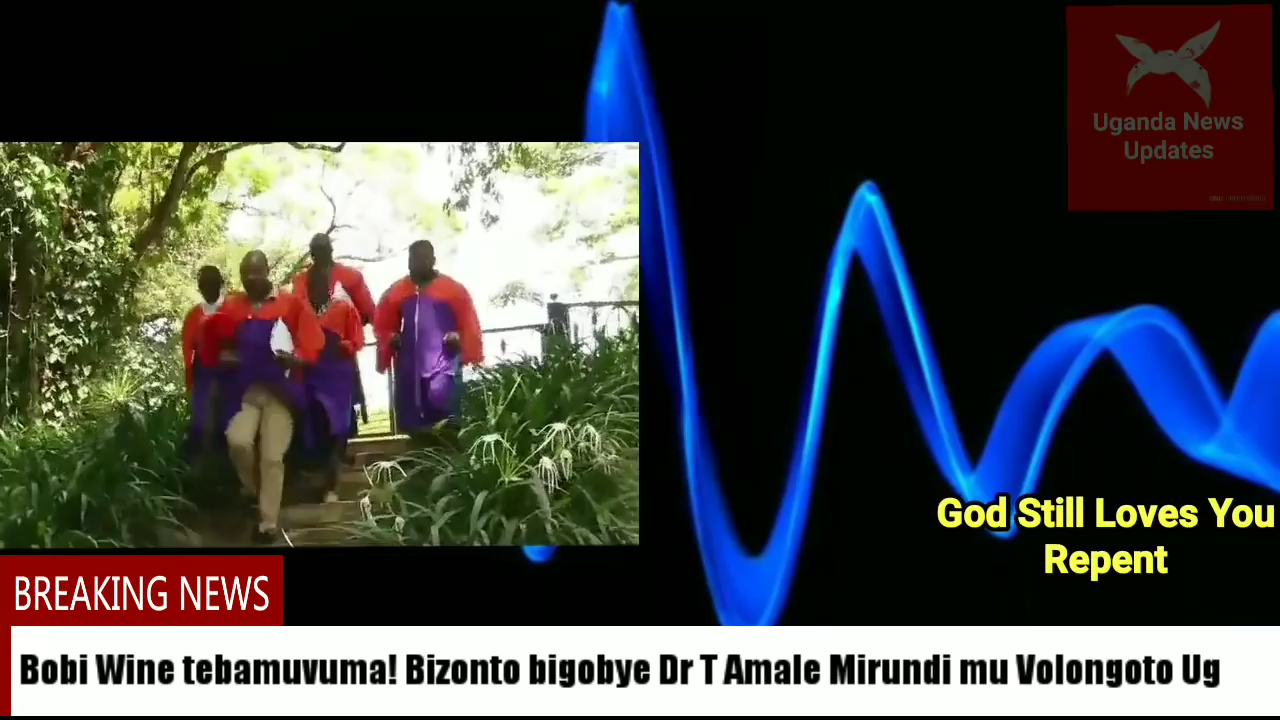 Uganda News
Updates
God Still Loves You
Repent
BREAKING NEWS
Bobi Wine tebamuvuma! Bizonto bigobye Dr T Amale Mirundi mu Volongoto Ug